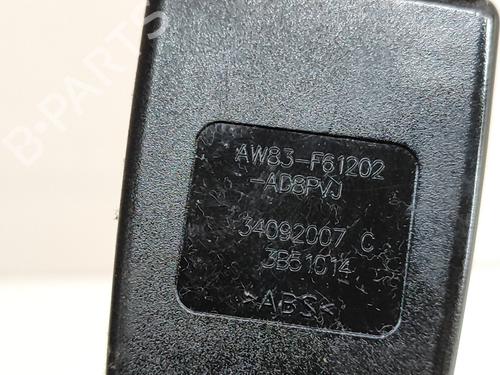 B-PARTS
AW83-F61202
-AD8PVJ
34092007 C
3B51014
>ABS<